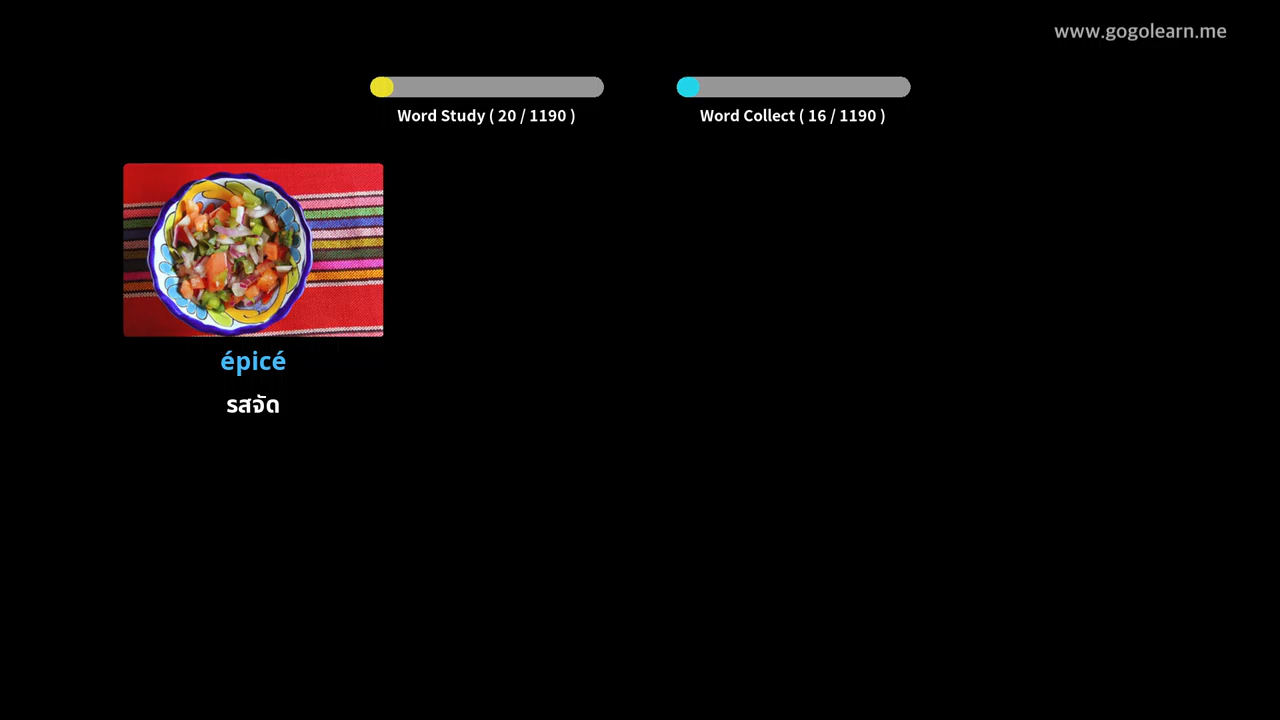 www.gogolearn.me
Word Study ( 20 / 1190 )
Word Collect ( 16 / 1190 )
épicé
รสจัด